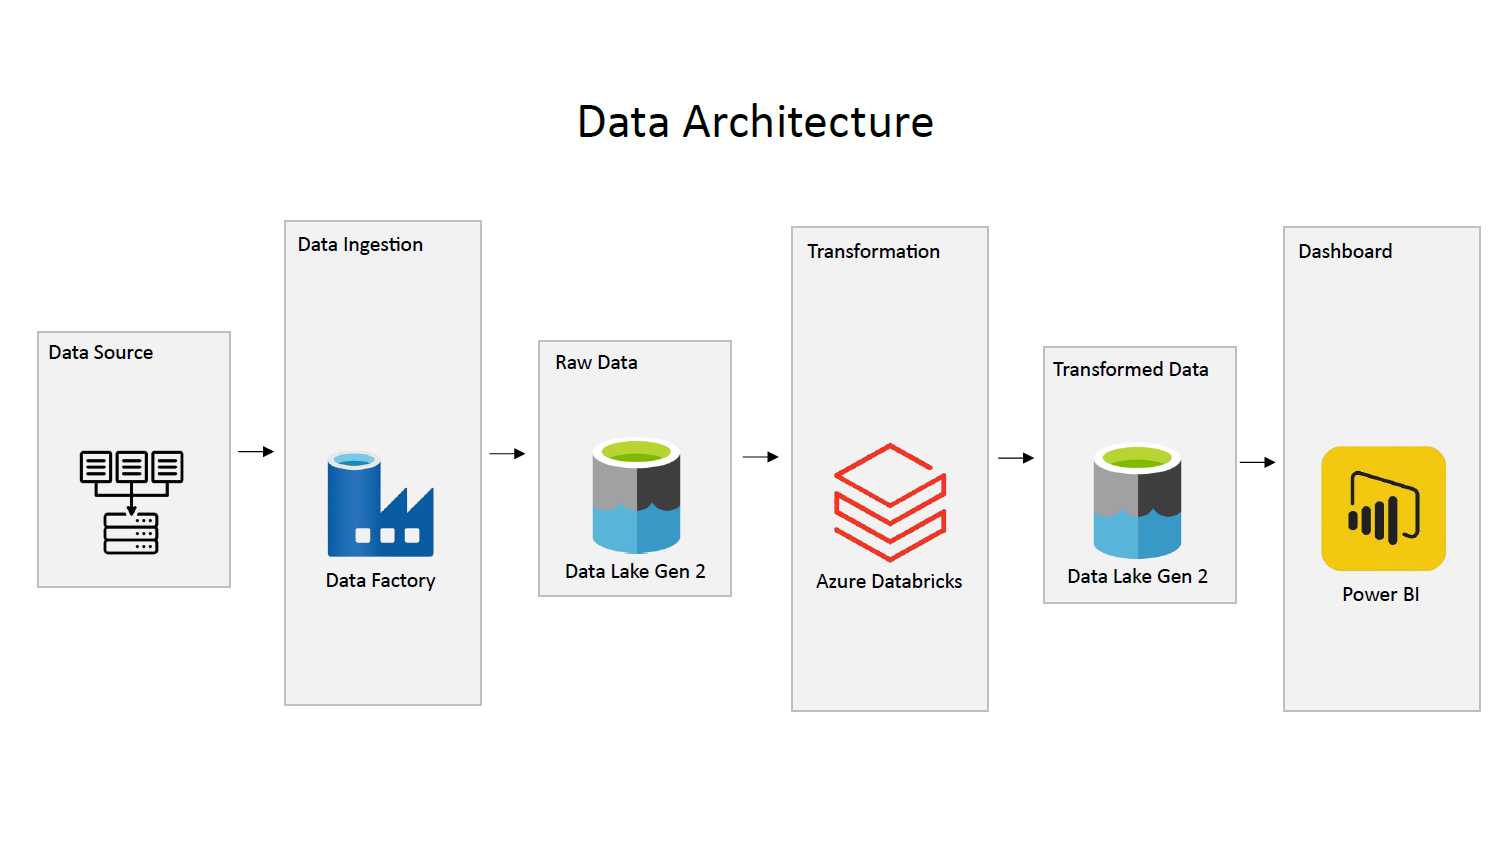 Data Architecture
Data Source
Data Ingestion
Data Factory
Raw Data
Data Lake Gen 2
Transformation
Azure Databricks
Transformed Data
Data Lake Gen 2
Dashboard
Power BI